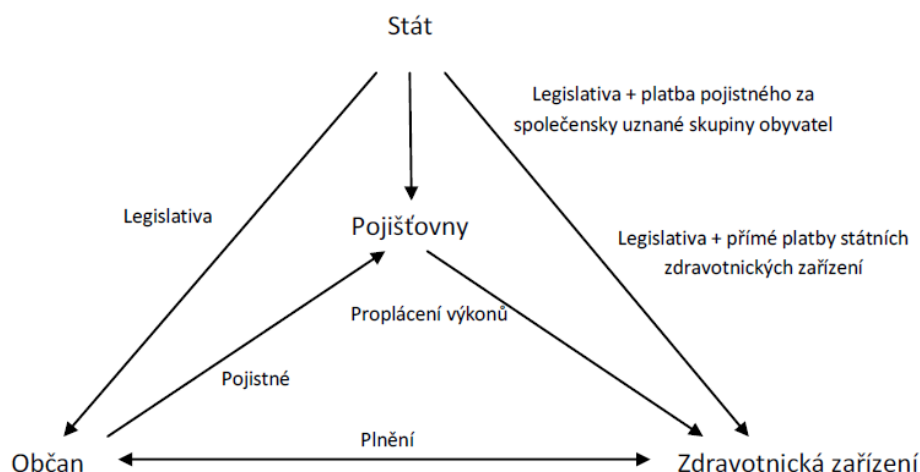 Stát
Legislativa + platba pojistného za
společensky uznané skupiny obyvatel
Legislativa
Pojišťovny
Legislativa + přímé platby státních
zdravotnických zařízení
Proplácení výkonů
Pojistné
Plnění
Občan
Zdravotnická zařízení